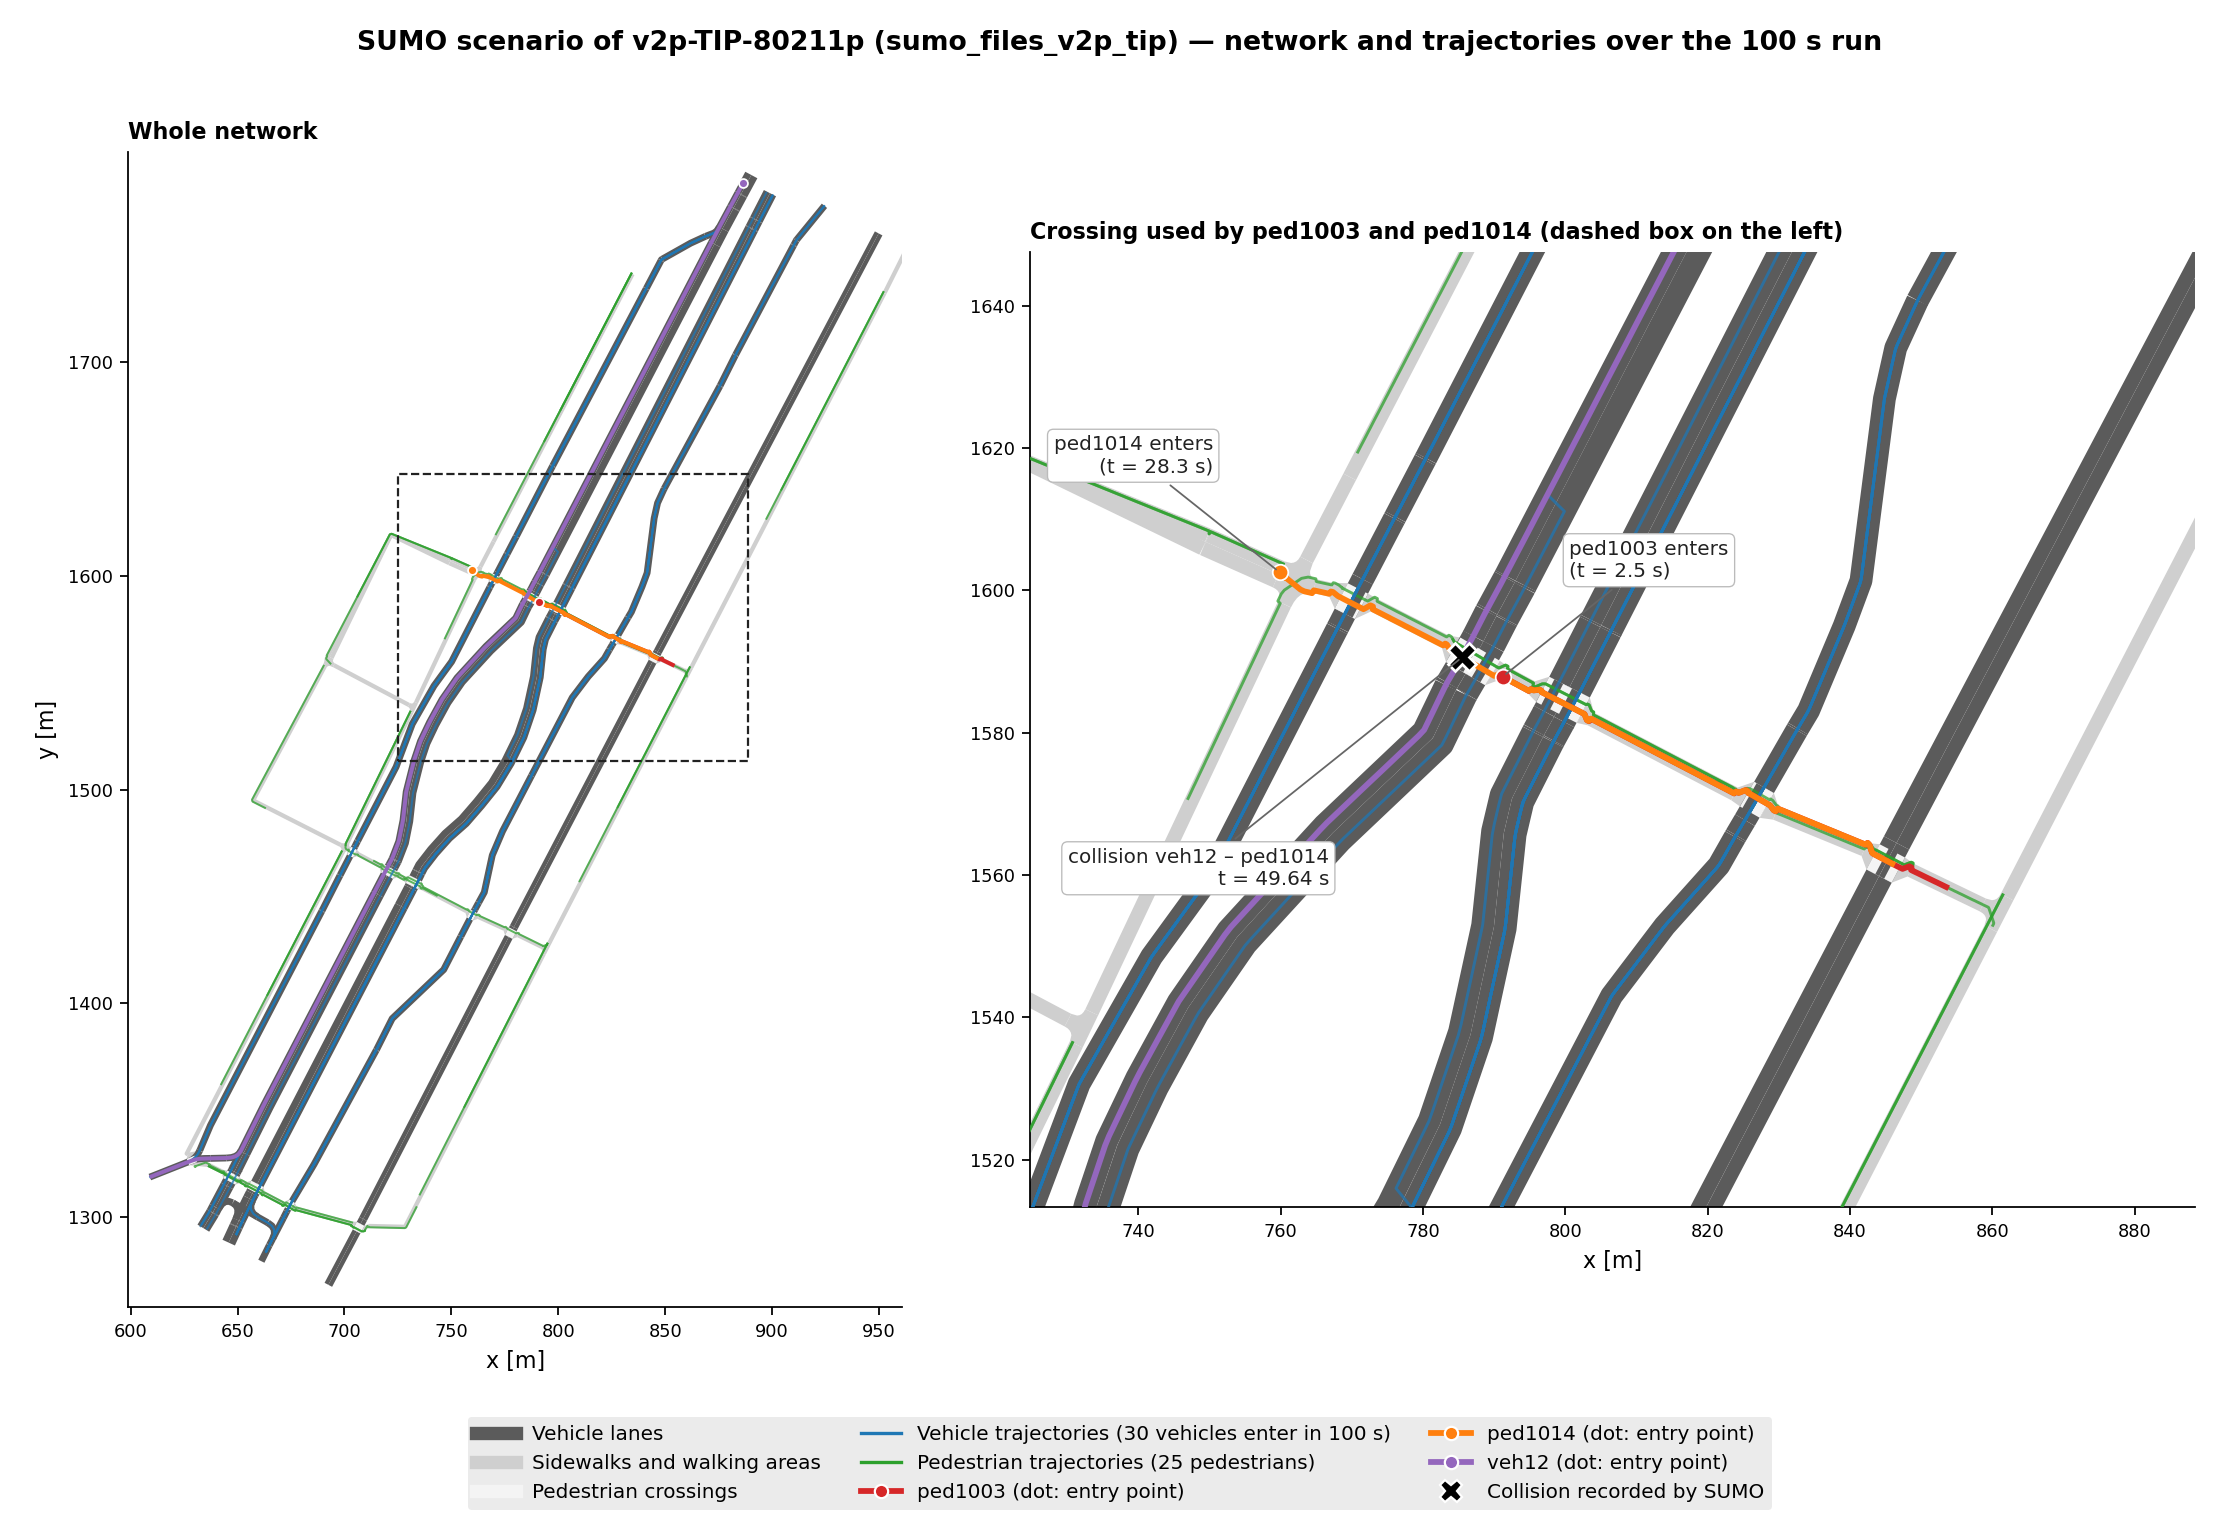 SUMO scenario of v2p-TIP-80211p (sumo_files_v2p_tip) — network and trajectories over the 100 s run
Whole network
y [m]
1700
1600
1500
1400
1300
600 650 700 750 800 850 900 950
x [m]
Crossing used by ped1003 and ped1014 (dashed box on the left)
1640
1620
1600
1580
1560
1540
1520
ped1014 enters
(t = 28.3 s)
ped1003 enters
(t = 2.5 s)
collision veh12 – ped1014
t = 49.64 s
740 760 780 800 820 840 860 880
x [m]
Vehicle lanes
Sidewalks and walking areas
Pedestrian crossings
Vehicle trajectories (30 vehicles enter in 100 s)
Pedestrian trajectories (25 pedestrians)
ped1003 (dot: entry point)
ped1014 (dot: entry point)
veh12 (dot: entry point)
Collision recorded by SUMO